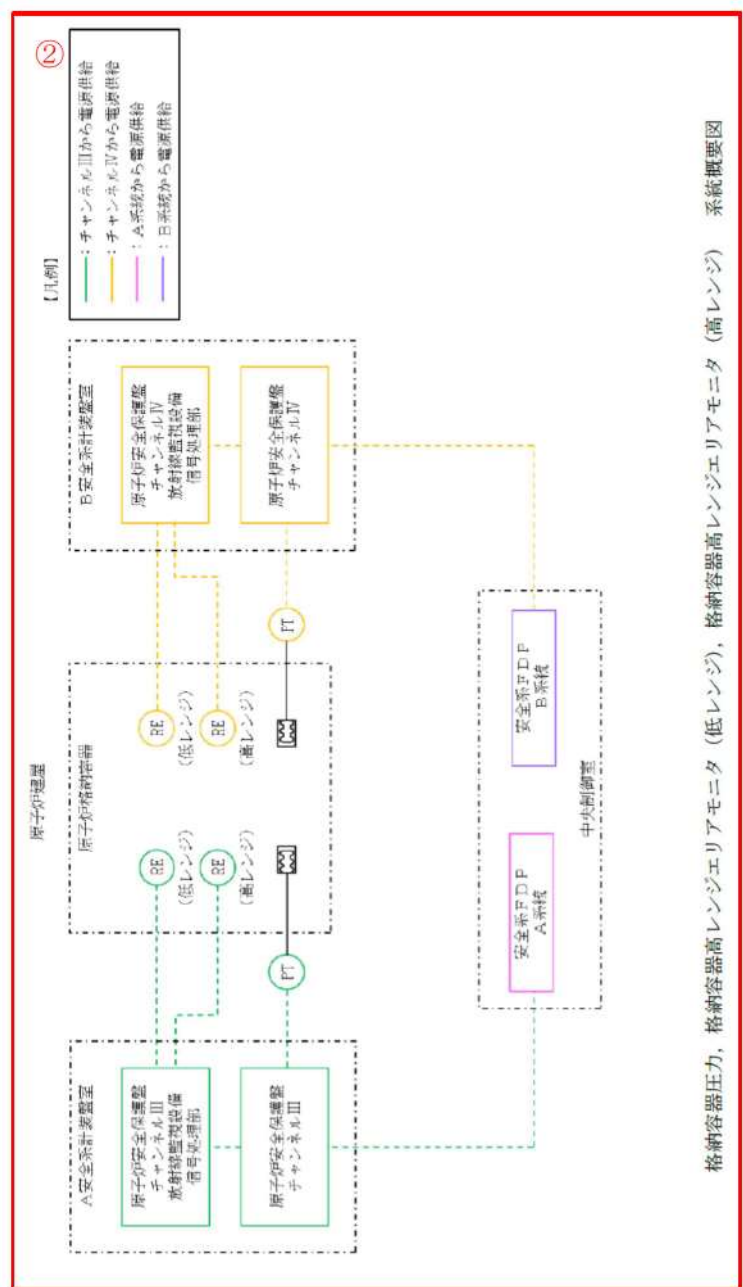 ②
【凡例】
：チャンネルⅢから電源供給
：チャンネルⅣから電源供給
：A系統から電源供給
：B系統から電源供給
原子炉建屋
A安全系計装盤室
原子炉安全保護盤
チャンネルⅢ
放射線監視設備
信号処理部
原子炉安全保護盤
チャンネルⅢ
原子炉格納容器
RE
(低レンジ)
RE
(高レンジ)
PT
RE
(低レンジ)
RE
(高レンジ)
PT
B安全系計装盤室
原子炉安全保護盤
チャンネルⅣ
放射線監視設備
信号処理部
原子炉安全保護盤
チャンネルⅣ
安全系FDP
A系統
安全系FDP
B系統
中央制御室
格納容器圧力，格納容器高レンジエリアモニタ（低レンジ），格納容器高レンジエリアモニタ（高レンジ）　系統概要図